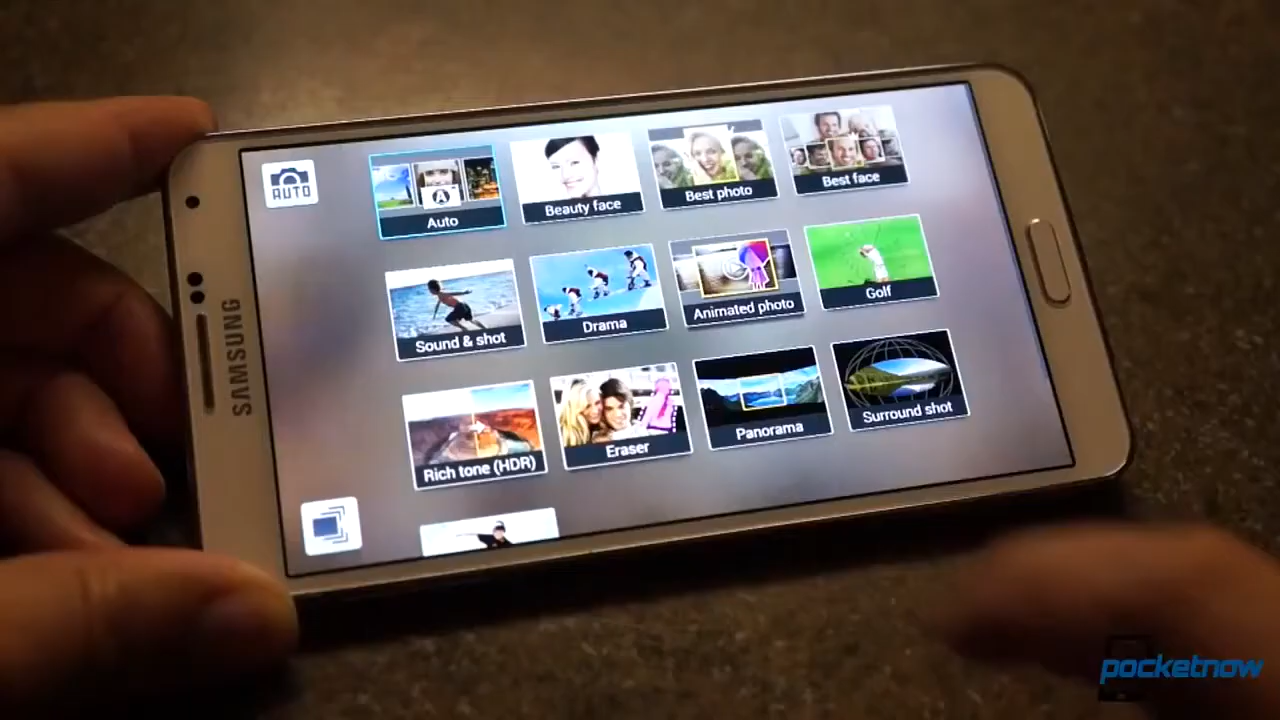 AUTO
Auto
Beauty face
Best photo
Best face
Sound & shot
Drama
Animated photo
Golf
Rich tone (HDR)
Eraser
Panorama
Surround shot
SAMSUNG
pocketnow